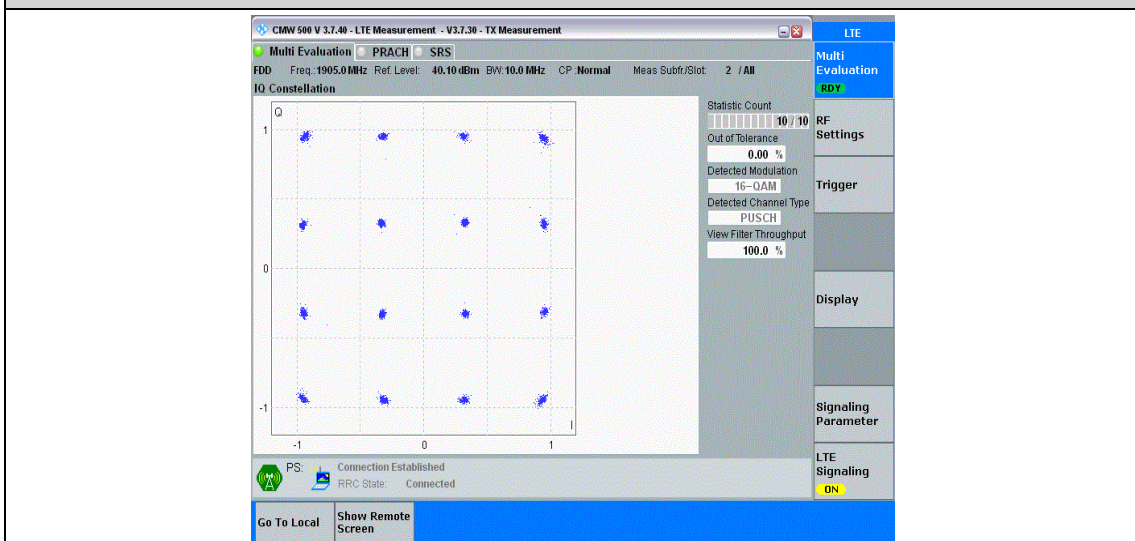 CMW 500 V 3.7.40 - LTE Measurement - V3.7.30 - TX Measurement
LTE
Multi Evaluation PRACH SRS
FDD Freq.: 1905.0 MHz Ref. Level: 40.10 dBm BW: 10.0 MHz CP : Normal Meas Subfr./Slot: 2 / All
IQ Constellation
Q
1
0
-1
I
-1 0 1
Statistic Count
10 / 10
Out of Tolerance
0.00 %
Detected Modulation
16-QAM
Detected Channel Type
PUSCH
View Filter Throughput
100.0 %
Multi
Evaluation
RDY
RF
Settings
Trigger
Display
Signaling
Parameter
LTE
Signaling
ON
PS: Connection Established
RRC State: Connected
Go To Local
Show Remote
Screen